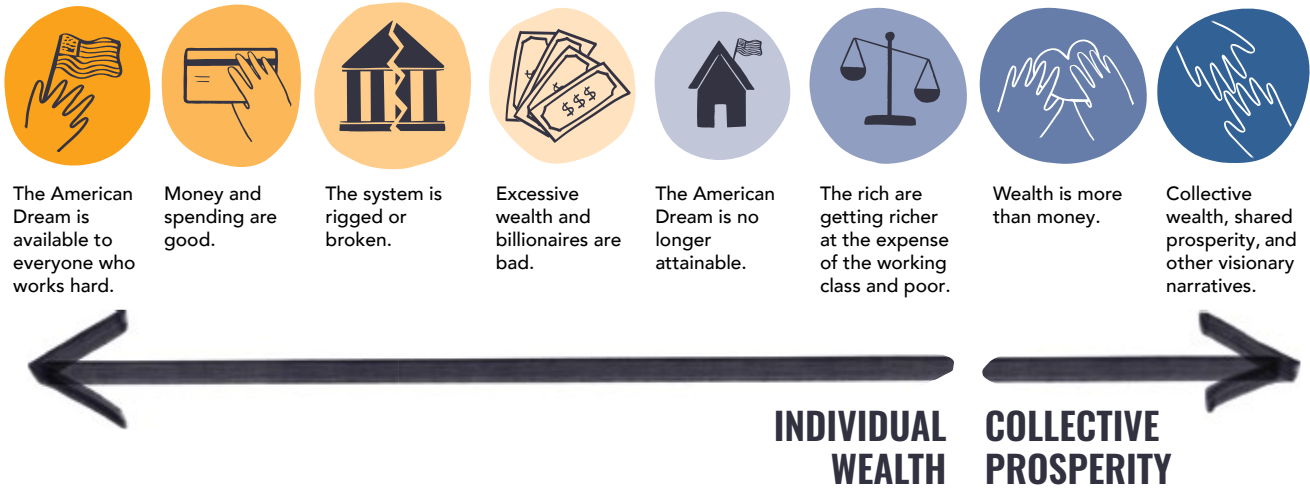 $ $$$
The American
Dream is
available to
everyone who
works hard.
Money and
spending are
good.
The system is
rigged or
broken.
Excessive
wealth and
billionaires are
bad.
The American
Dream is no
longer
attainable.
The rich are
getting richer
at the expense
of the working
class and poor.
Wealth is more
than money.
Collective
wealth, shared
prosperity, and
other visionary
narratives.
INDIVIDUAL
WEALTH
COLLECTIVE
PROSPERITY